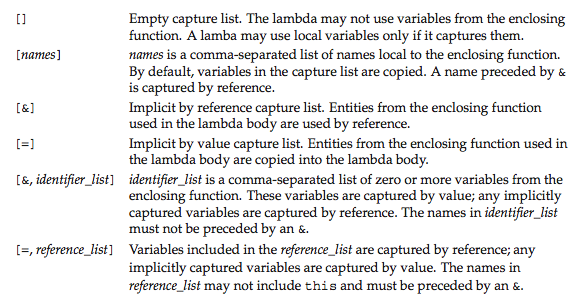 [] Empty capture list. The lambda may not use variables from the enclosing
function. A lamba may use local variables only if it captures them.
[names] names is a comma-separated list of names local to the enclosing function.
By default, variables in the capture list are copied. A name preceded by &
is captured by reference.
[&] Implicit by reference capture list. Entities from the enclosing function
used in the lambda body are used by reference.
[=] Implicit by value capture list. Entities from the enclosing function used in
the lambda body are copied into the lambda body.
[&, identifier_list] identifier_list is a comma-separated list of zero or more variables from the
enclosing function. These variables are captured by value; any implicitly
captured variables are captured by reference. The names in identifier_list
must not be preceded by an &.
[=, reference_list] Variables included in the reference_list are captured by reference; any
implicitly captured variables are captured by value. The names in
reference_list may not include this and must be preceded by an &.